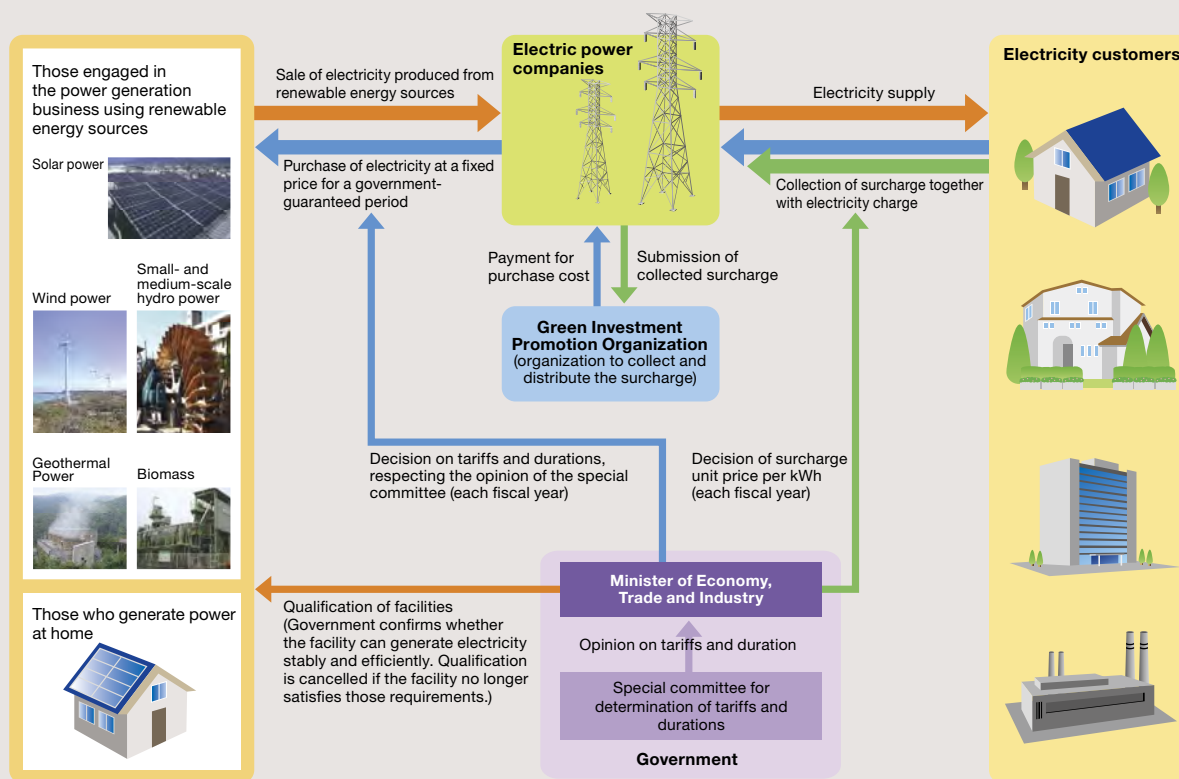 Those engaged in
the power generation
business using renewable
energy sources
Solar power
Wind power
Small- and
medium-scale
hydro power
Geothermal
Power
Biomass
Those who generate power
at home
Sale of electricity produced from
renewable energy sources
Purchase of electricity at a fixed
price for a government-
guaranteed period
Electric power
companies
Electricity supply
Collection of surcharge together
with electricity charge
Electricity customers
Payment for
purchase cost
Submission of
collected surcharge
Green Investment
Promotion Organization
(organization to collect and
distribute the surcharge)
Decision on tariffs and durations,
respecting the opinion of the special
committee (each fiscal year)
Decision of surcharge
unit price per kWh
(each fiscal year)
Qualification of facilities
(Government confirms whether
the facility can generate electricity
stably and efficiently. Qualification
is cancelled if the facility no longer
satisfies those requirements.)
Minister of Economy,
Trade and Industry
Opinion on tariffs and duration
Special committee for
determination of tariffs and
durations
Government